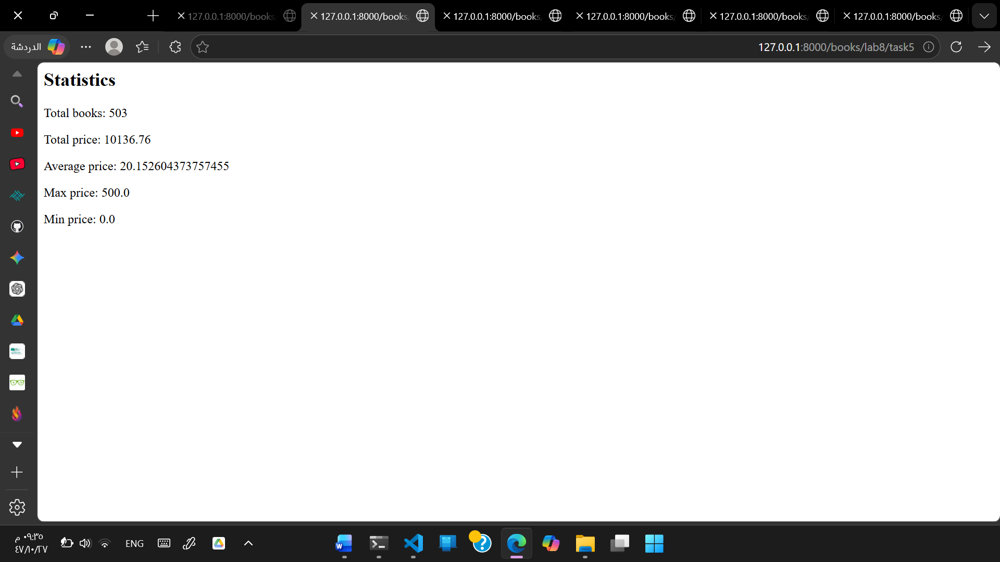 127.0.0.1:8000/books/
127.0.0.1:8000/books/
127.0.0.1:8000/books/
127.0.0.1:8000/books/
127.0.0.1:8000/books/
127.0.0.1:8000/books/
الدردشة
127.0.0.1:8000/books/lab8/task5
Statistics
Total books: 503
Total price: 10136.76
Average price: 20.152604373757455
Max price: 500.0
Min price: 0.0
٠٩:٣٥ م
٤٧/١٠/٢٧
ENG